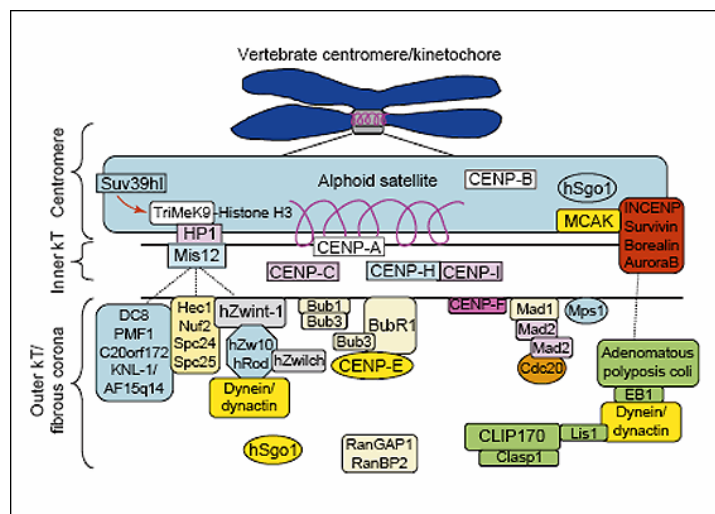 Vertebrate centromere/kinetochore
Centromere
Suv39hI
Alphoid satellite
CENP-B
hSgo1
TriMeK9-Histone H3
MCAK
INCENP
Survivin
Borealin
AuroraB
HP1
Inner kT
CENP-A
Mis12
CENP-C
CENP-H
CENP-I
Outer kT/
fibrous corona
DC8
PMF1
C20orf172
KNL-1/
AF15q14
Hec1
Nuf2
Spc24
Spc25
hZwint-1
hZw10
hRod
hZwilch
Dynein/
dynactin
Bub1
Bub3
BubR1
Bub3
CENP-E
CENP-F
Mad1
Mad2
Mad2
Cdc20
Mps1
Adenomatous
polyposis coli
EB1
Dynein/
dynactin
Lis1
CLIP170
Clasp1
hSgo1
RanGAP1
RanBP2